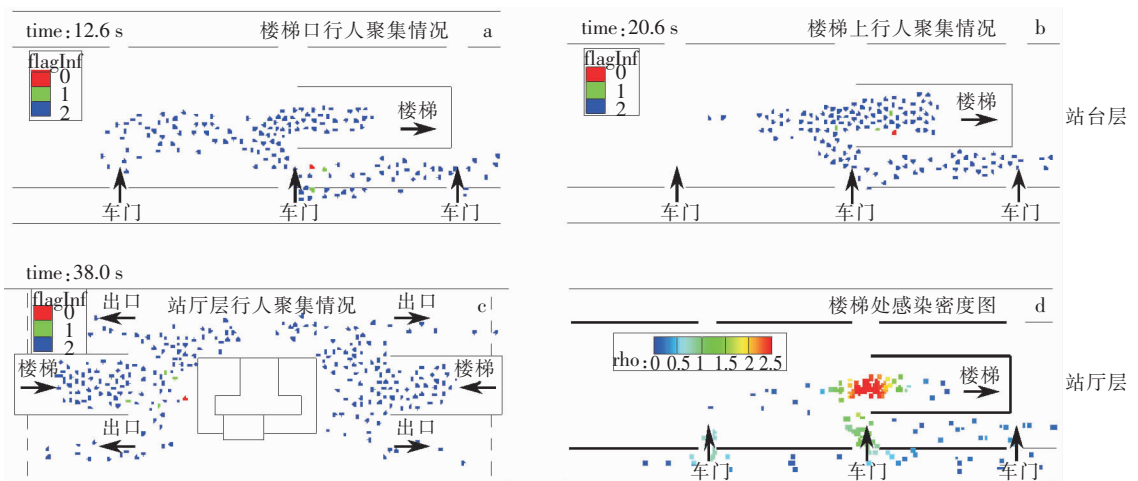 time:12.6 s 楼梯口行人聚集情况 a
flagInf
0
1
2
楼梯
车门 车门 车门
time:20.6 s 楼梯上行人聚集情况 b
flagInf
0
1
2
楼梯
车门 车门 车门
站台层
time:38.0 s
站厅层行人聚集情况 c
flagInf
0
1
2
出口 出口
楼梯 楼梯
出口 出口
楼梯处感染密度图 d
rho: 0 0.5 1 1.5 2 2.5
楼梯
车门 车门 车门
站厅层